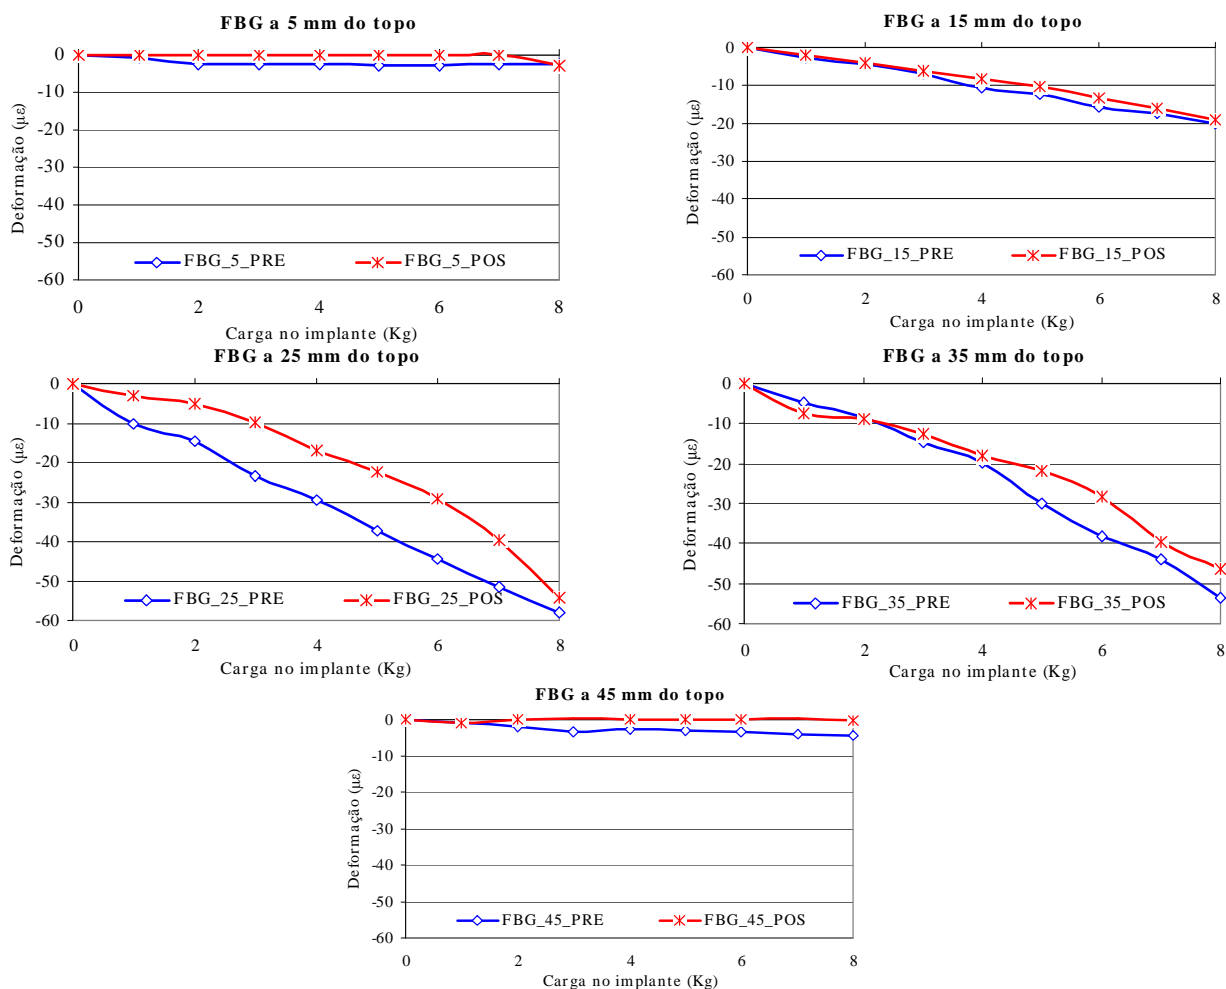 FBG a 5 mm do topo
0
-10
-20
-30
-40
-50
-60
Deformação (με)
FBG_5_PRE FBG_5_POS
0 2 4 6 8
Carga no implante (Kg)
FBG a 15 mm do topo
0
-10
-20
-30
-40
-50
-60
Deformação (με)
FBG_15_PRE FBG_15_POS
0 2 4 6 8
Carga no implante (Kg)
FBG a 25 mm do topo
0
-10
-20
-30
-40
-50
-60
Deformação (με)
FBG_25_PRE FBG_25_POS
0 2 4 6 8
Carga no implante (Kg)
FBG a 35 mm do topo
0
-10
-20
-30
-40
-50
-60
Deformação (με)
FBG_35_PRE FBG_35_POS
0 2 4 6 8
Carga no implante (Kg)
FBG a 45 mm do topo
0
-10
-20
-30
-40
-50
-60
Deformação (με)
FBG_45_PRE FBG_45_POS
0 2 4 6 8
Carga no implante (Kg)